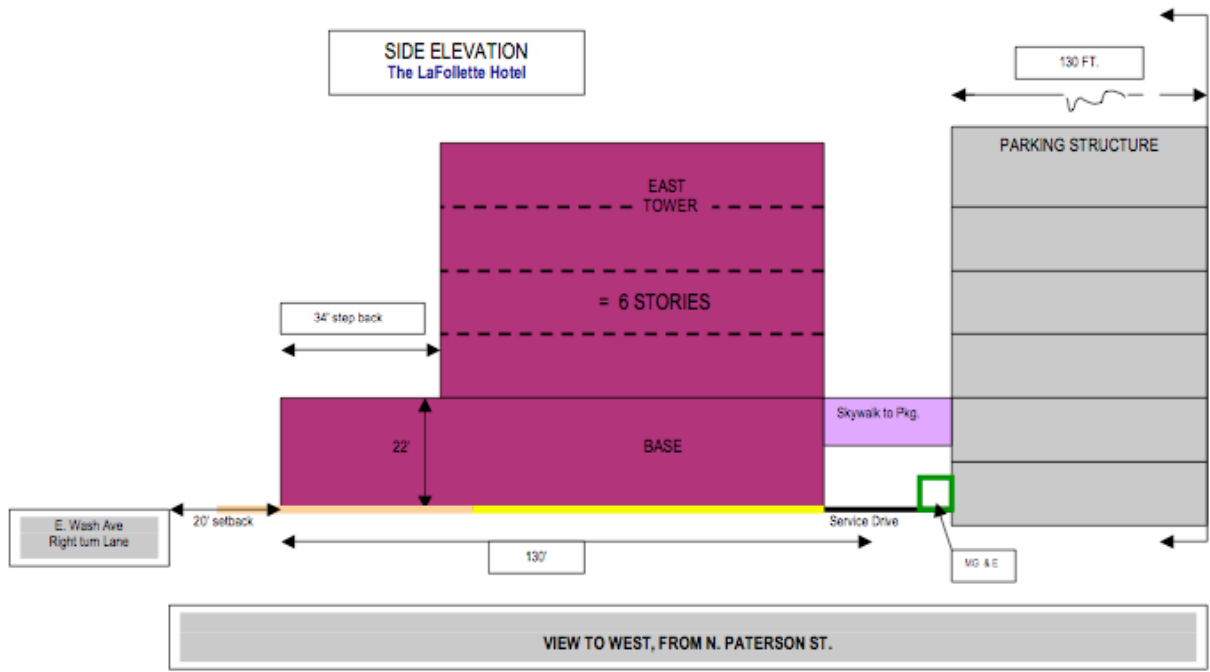 SIDE ELEVATION
The LaFollette Hotel
130 FT.
PARKING STRUCTURE
EAST
TOWER
= 6 STORIES
34' step back
Skywalk to Pkg.
22'
BASE
20' setback
Service Drive
E. Wash Ave
Right turn Lane
130'
MG & E
VIEW TO WEST, FROM N. PATERSON ST.